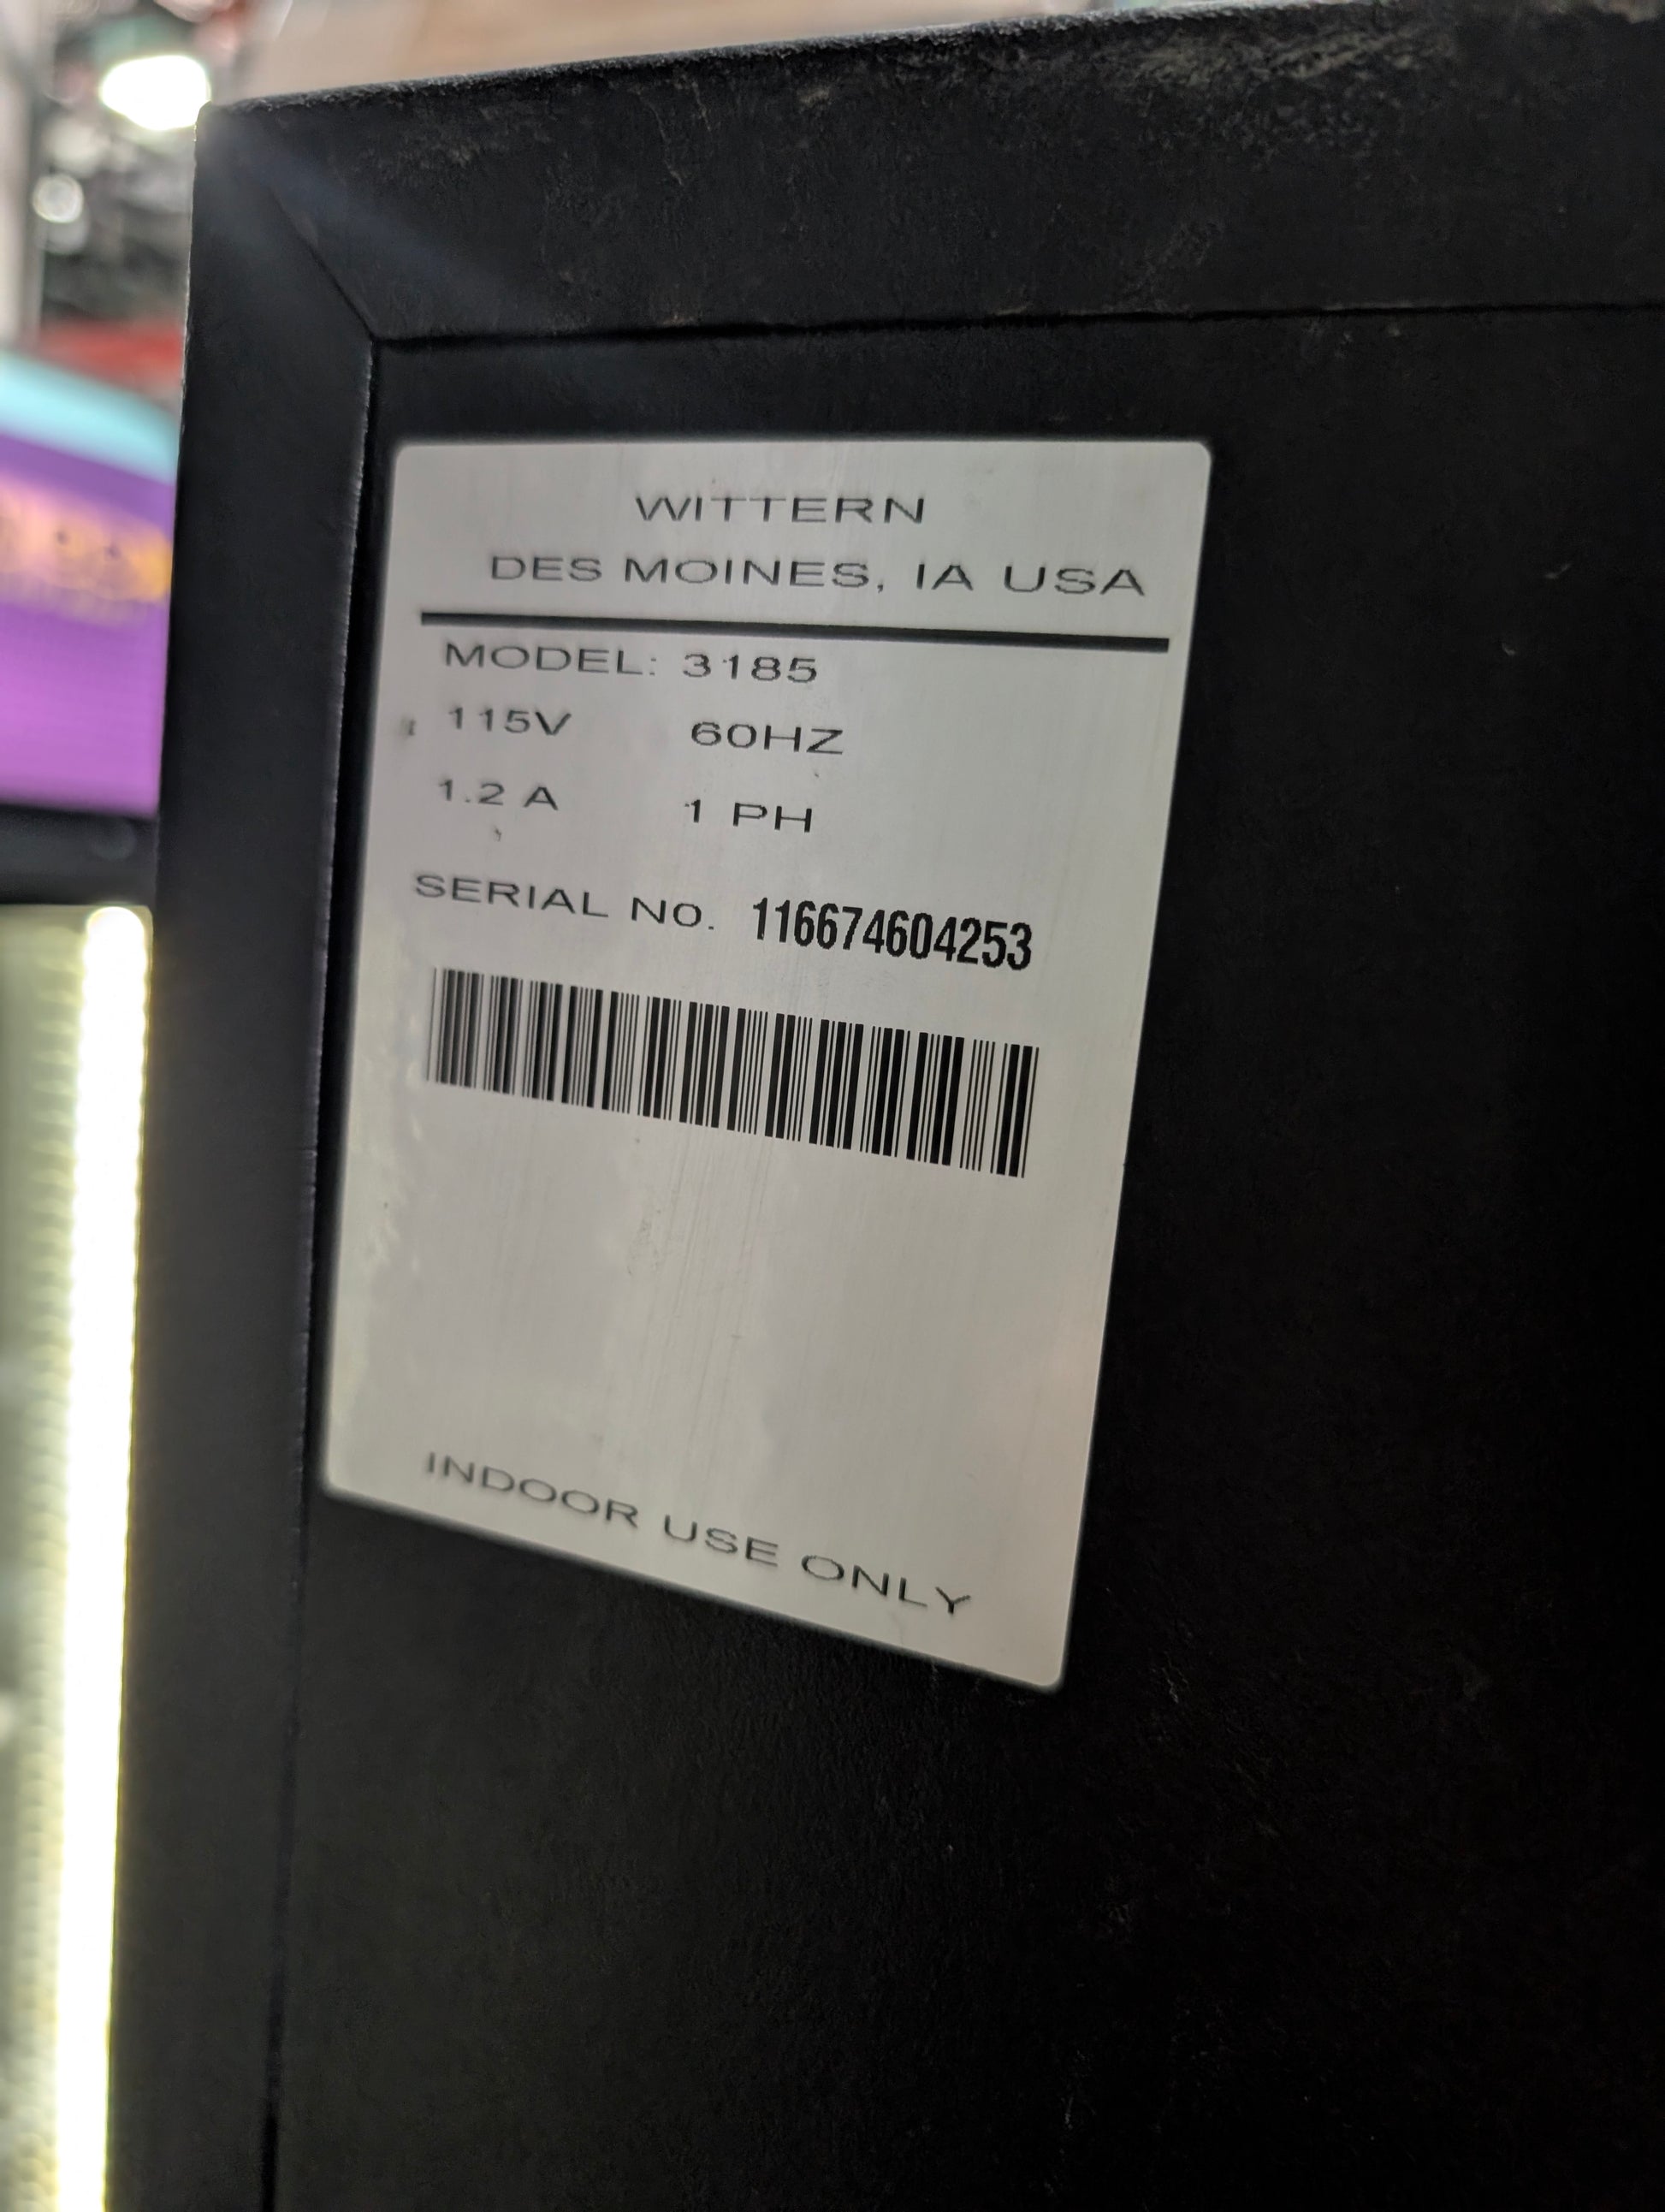 WITTERN
DES MOINES, IA USA
MODEL: 3185
115V 60HZ
1.2 A 1 PH
SERIAL NO. 116674604253
INDOOR USE ONLY